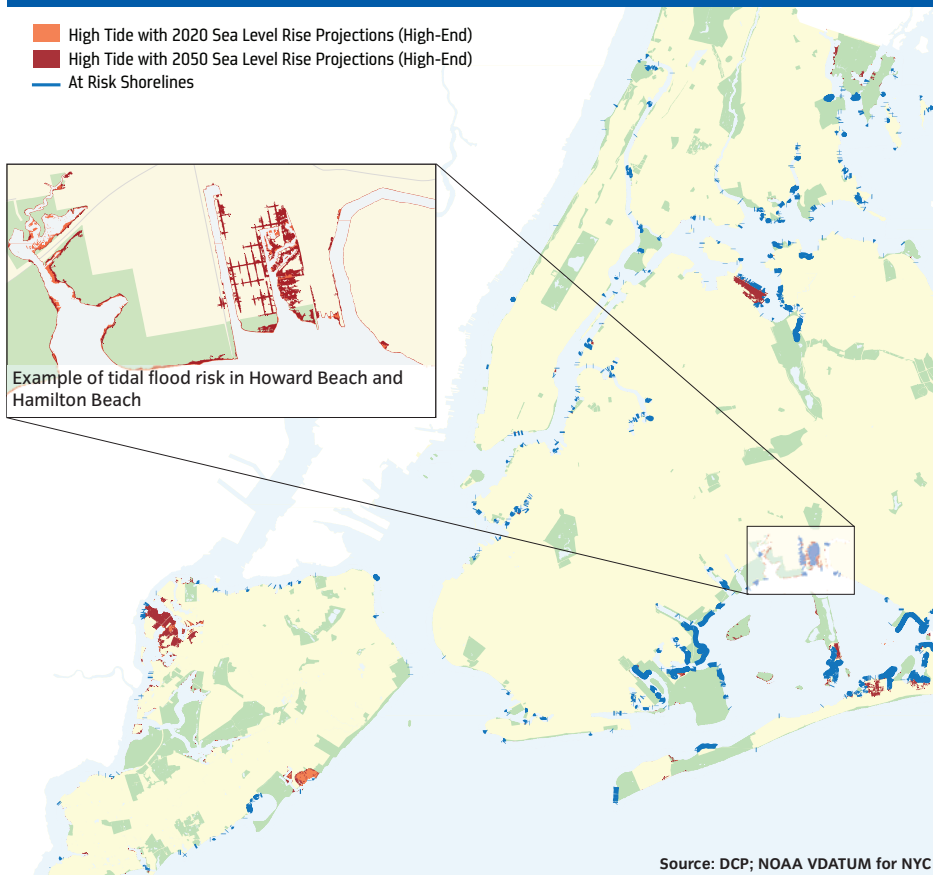 High Tide with 2020 Sea Level Rise Projections (High-End)
High Tide with 2050 Sea Level Rise Projections (High-End)
At Risk Shorelines
Example of tidal flood risk in Howard Beach and
Hamilton Beach
Source: DCP; NOAA VDATUM for NYC